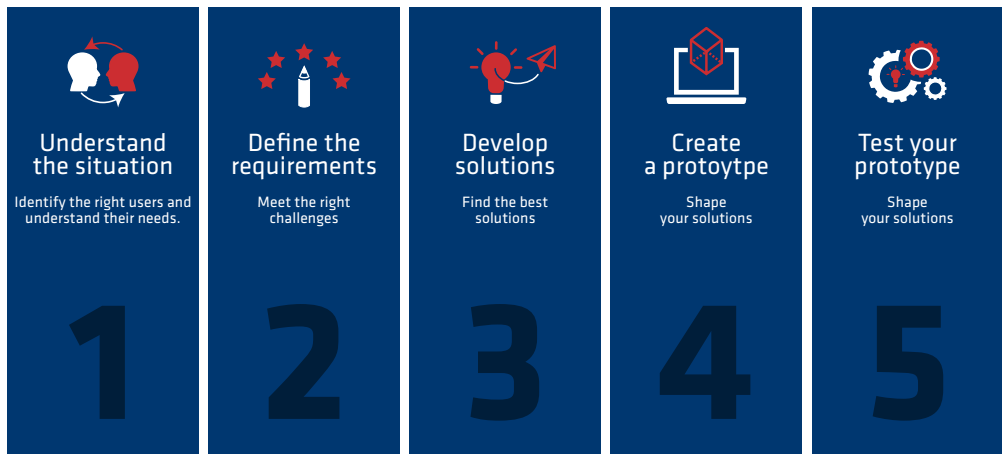 Understand
the situation
Identify the right users and
understand their needs.
1
Define the
requirements
Meet the right
challenges
2
Develop
solutions
Find the best
solutions
3
Create
a protoytpe
Shape
your solutions
4
Test your
prototype
Shape
your solutions
5